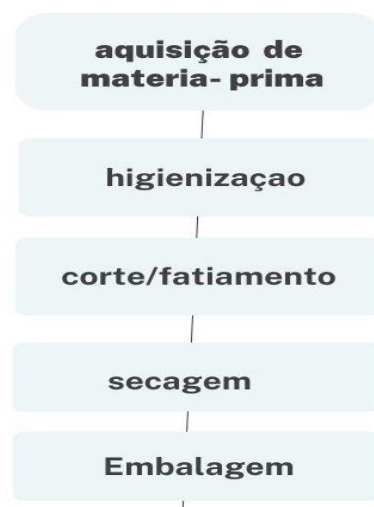 aquisição de
materia- prima
higienizaçao
corte/fatiamento
secagem
Embalagem